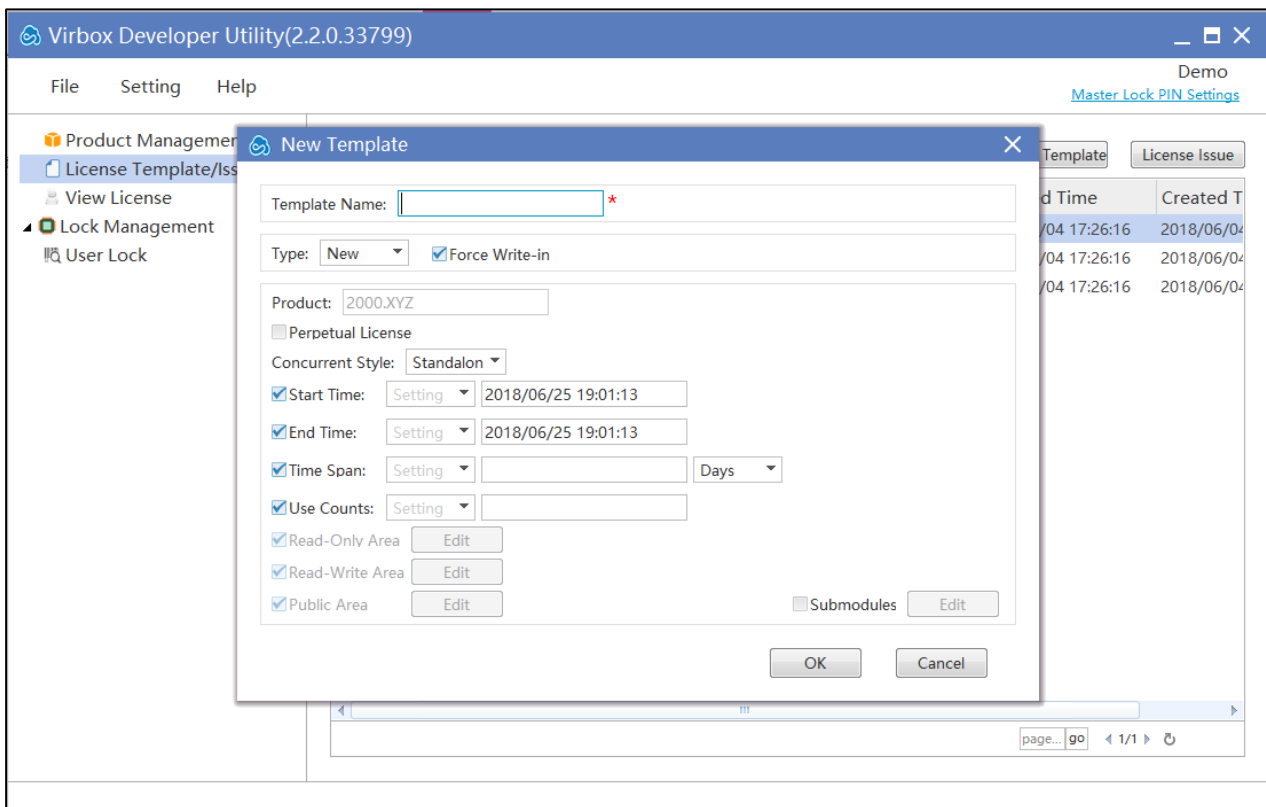 Virbox Developer Utility(2.2.0.33799)
File Setting Help
Demo
Master Lock PIN Settings
Product Managemer
License Template/Iss
View License
Lock Management
User Lock
Template License Issue
d Time Created T
/04 17:26:16 2018/06/04
/04 17:26:16 2018/06/04
/04 17:26:16 2018/06/04
New Template
Template Name: *
Type: New Force Write-in
Product: 2000.XYZ
Perpetual License
Concurrent Style: Standalon
Start Time: Setting 2018/06/25 19:01:13
End Time: Setting 2018/06/25 19:01:13
Time Span: Setting Days
Use Counts: Setting
Read-Only Area Edit
Read-Write Area Edit
Public Area Edit Submodules Edit
OK Cancel
page... go 1/1